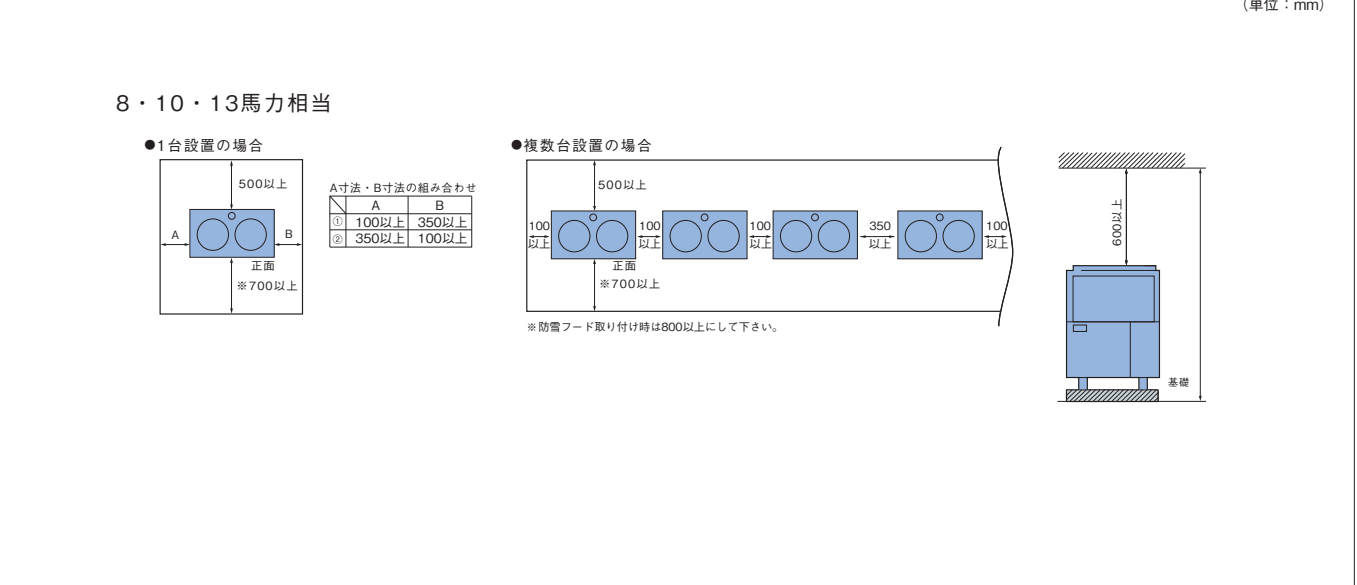 （単位：mm）
8・10・13馬力相当
●1台設置の場合
500以上
A
B
正面
※700以上
A寸法・B寸法の組み合わせ
A B
① 100以上 350以上
② 350以上 100以上
●複数台設置の場合
500以上
100 100 100 350 100
以上 以上 以上 以上 以上
正面
※700以上
※防雪フード取り付け時は800以上にして下さい。
600以上
基礎